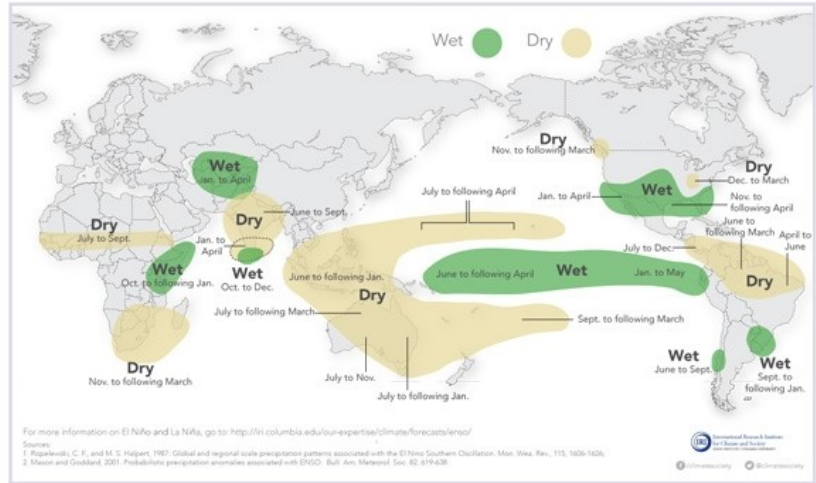 Wet
Dry
Dry
Nov. to following March
Dry
Dec. to March
Wet
Jan. to April
July to following April
Jan. to April
Wet
Nov. to
following April
Dry
June to Sept.
Dry
July to Sept.
Jan. to
April
June to
following March
April to
June
July to Dec.
Wet
Oct. to following Jan.
Wet
Oct. to Dec.
June to following Jan.
Dry
June to following April
Wet
Jan. to May
Dry
July to following March
Sept. to following March
Dry
Nov. to following March
July to Nov.
July to following Jan.
Wet
June to Sept.
Wet
Sept. to
following Jan.
For more information on El Niño and La Niña, go to: http://iri.columbia.edu/our-expertise/climate/forecasts/enso/
Sources:
1. Ropelewski, C. F., and M. S. Halpert, 1987: Global and regional scale precipitation patterns associated with the El Nino Southern Oscillation. Mon. Wea. Rev., 115, 1606-1626;
2. Mason and Goddard, 2001. Probabilistic precipitation anomalies associated with ENSO. Bull. Am. Meteorol. Soc. 82, 619-638
IRI
International Research Institute
for Climate and Society
climatesociety
@climatesociety